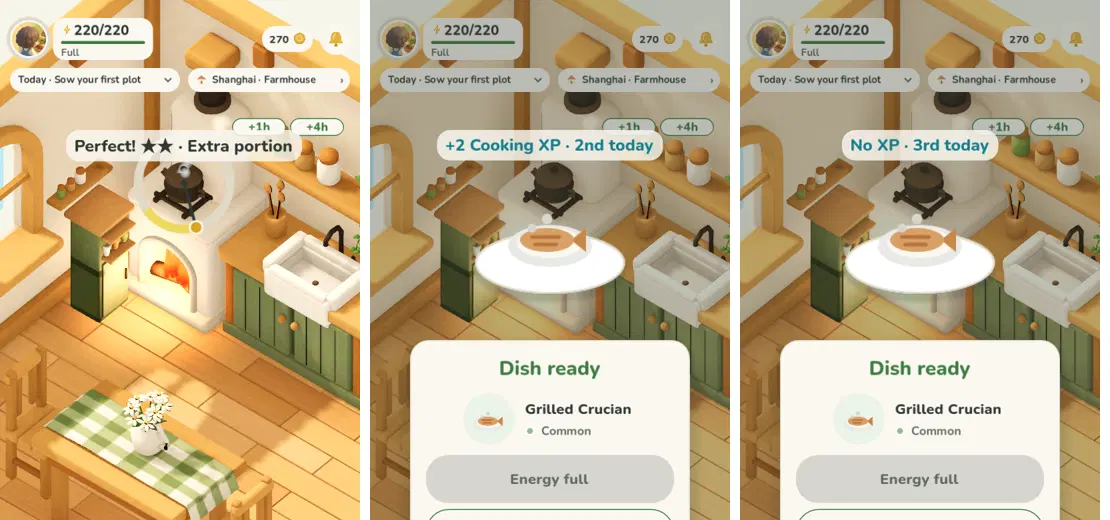 220/220
Full
270
Today · Sow your first plot
Shanghai · Farmhouse
+1h
+4h
Perfect! ★★ · Extra portion
220/220
Full
270
Today · Sow your first plot
Shanghai · Farmhouse
+1h
+4h
+2 Cooking XP · 2nd today
Dish ready
Grilled Crucian
Common
Energy full
220/220
Full
270
Today · Sow your first plot
Shanghai · Farmhouse
+1h
+4h
No XP · 3rd today
Dish ready
Grilled Crucian
Common
Energy full